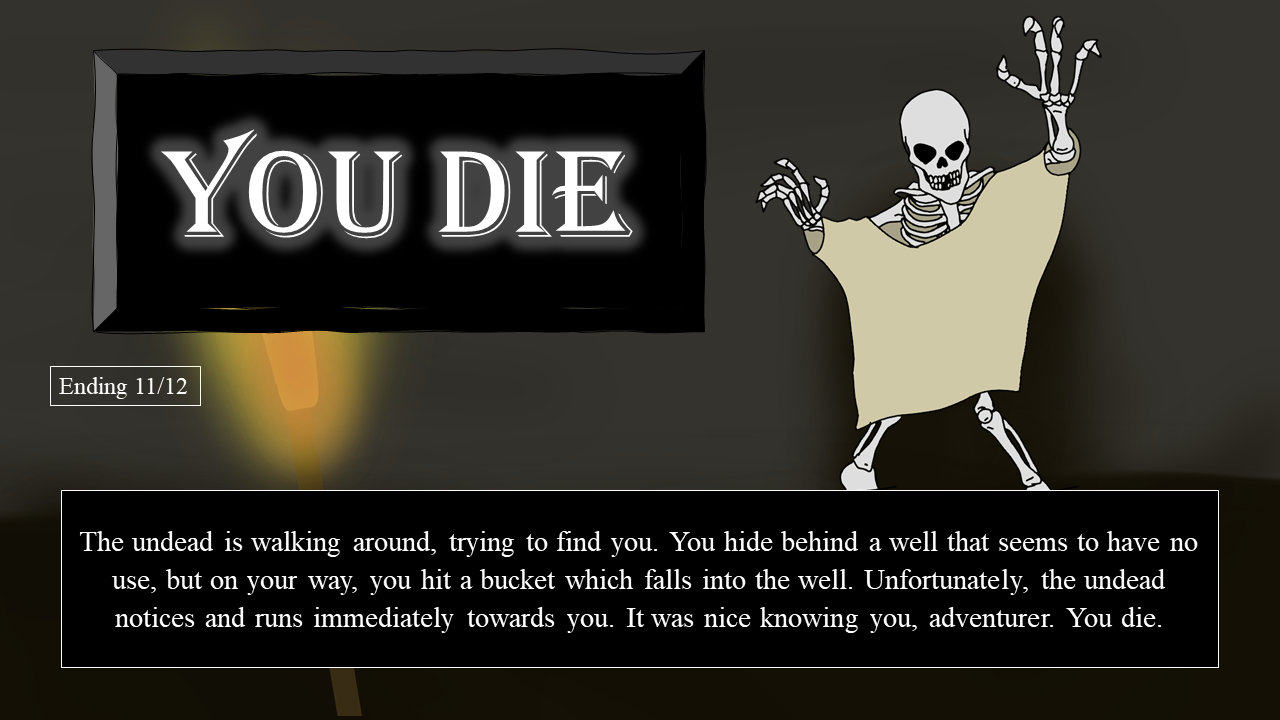 YOU DIE
Ending 11/12
The undead is walking around, trying to find you. You hide behind a well that seems to have no
use, but on your way, you hit a bucket which falls into the well. Unfortunately, the undead
notices and runs immediately towards you. It was nice knowing you, adventurer. You die.